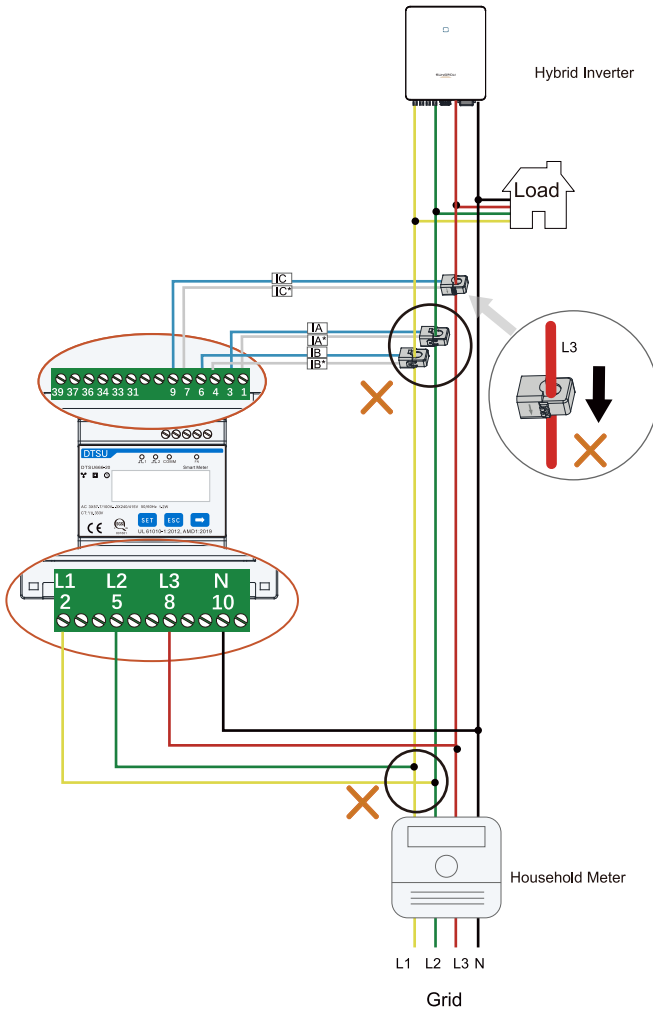 Hybrid Inverter
Load
IC
IC*
IA
IA*
IB
IB*
L3
39 37 36 34 33 31 9 7 6 4 3 1
DTSU
Smart Meter
CE
SET ESC
UL 61010-1:2012, AMD1:2018
L1 L2 L3 N
2 5 8 10
Household Meter
L1 L2 L3 N
Grid